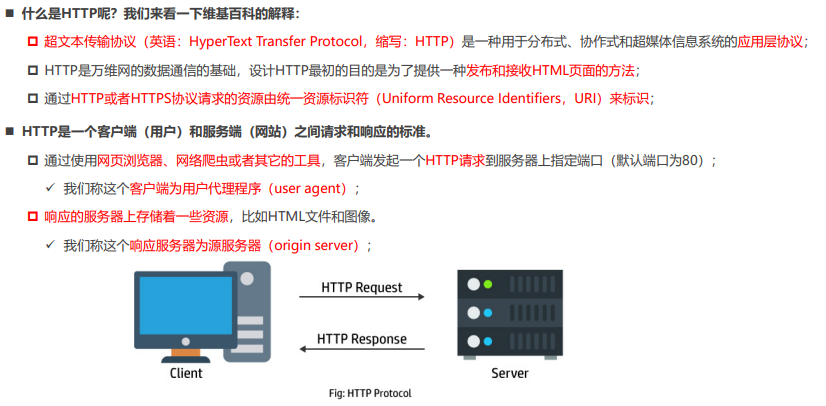 什么是HTTP呢？我们来看一下维基百科的解释：
超文本传输协议（英语：HyperText Transfer Protocol，缩写：HTTP）是一种用于分布式、协作式和超媒体信息系统的应用层协议；
HTTP是万维网的数据通信的基础，设计HTTP最初的目的是为了提供一种发布和接收HTML页面的方法；
通过HTTP或者HTTPS协议请求的资源由统一资源标识符（Uniform Resource Identifiers，URI）来标识；
HTTP是一个客户端（用户）和服务端（网站）之间请求和响应的标准。
通过使用网页浏览器、网络爬虫或者其它的工具，客户端发起一个HTTP请求到服务器上指定端口（默认端口为80）；
我们称这个客户端为用户代理程序（user agent）；
响应的服务器上存储着一些资源，比如HTML文件和图像。
我们称这个响应服务器为源服务器（origin server）；
HTTP Request
HTTP Response
Client
Server
Fig: HTTP Protocol